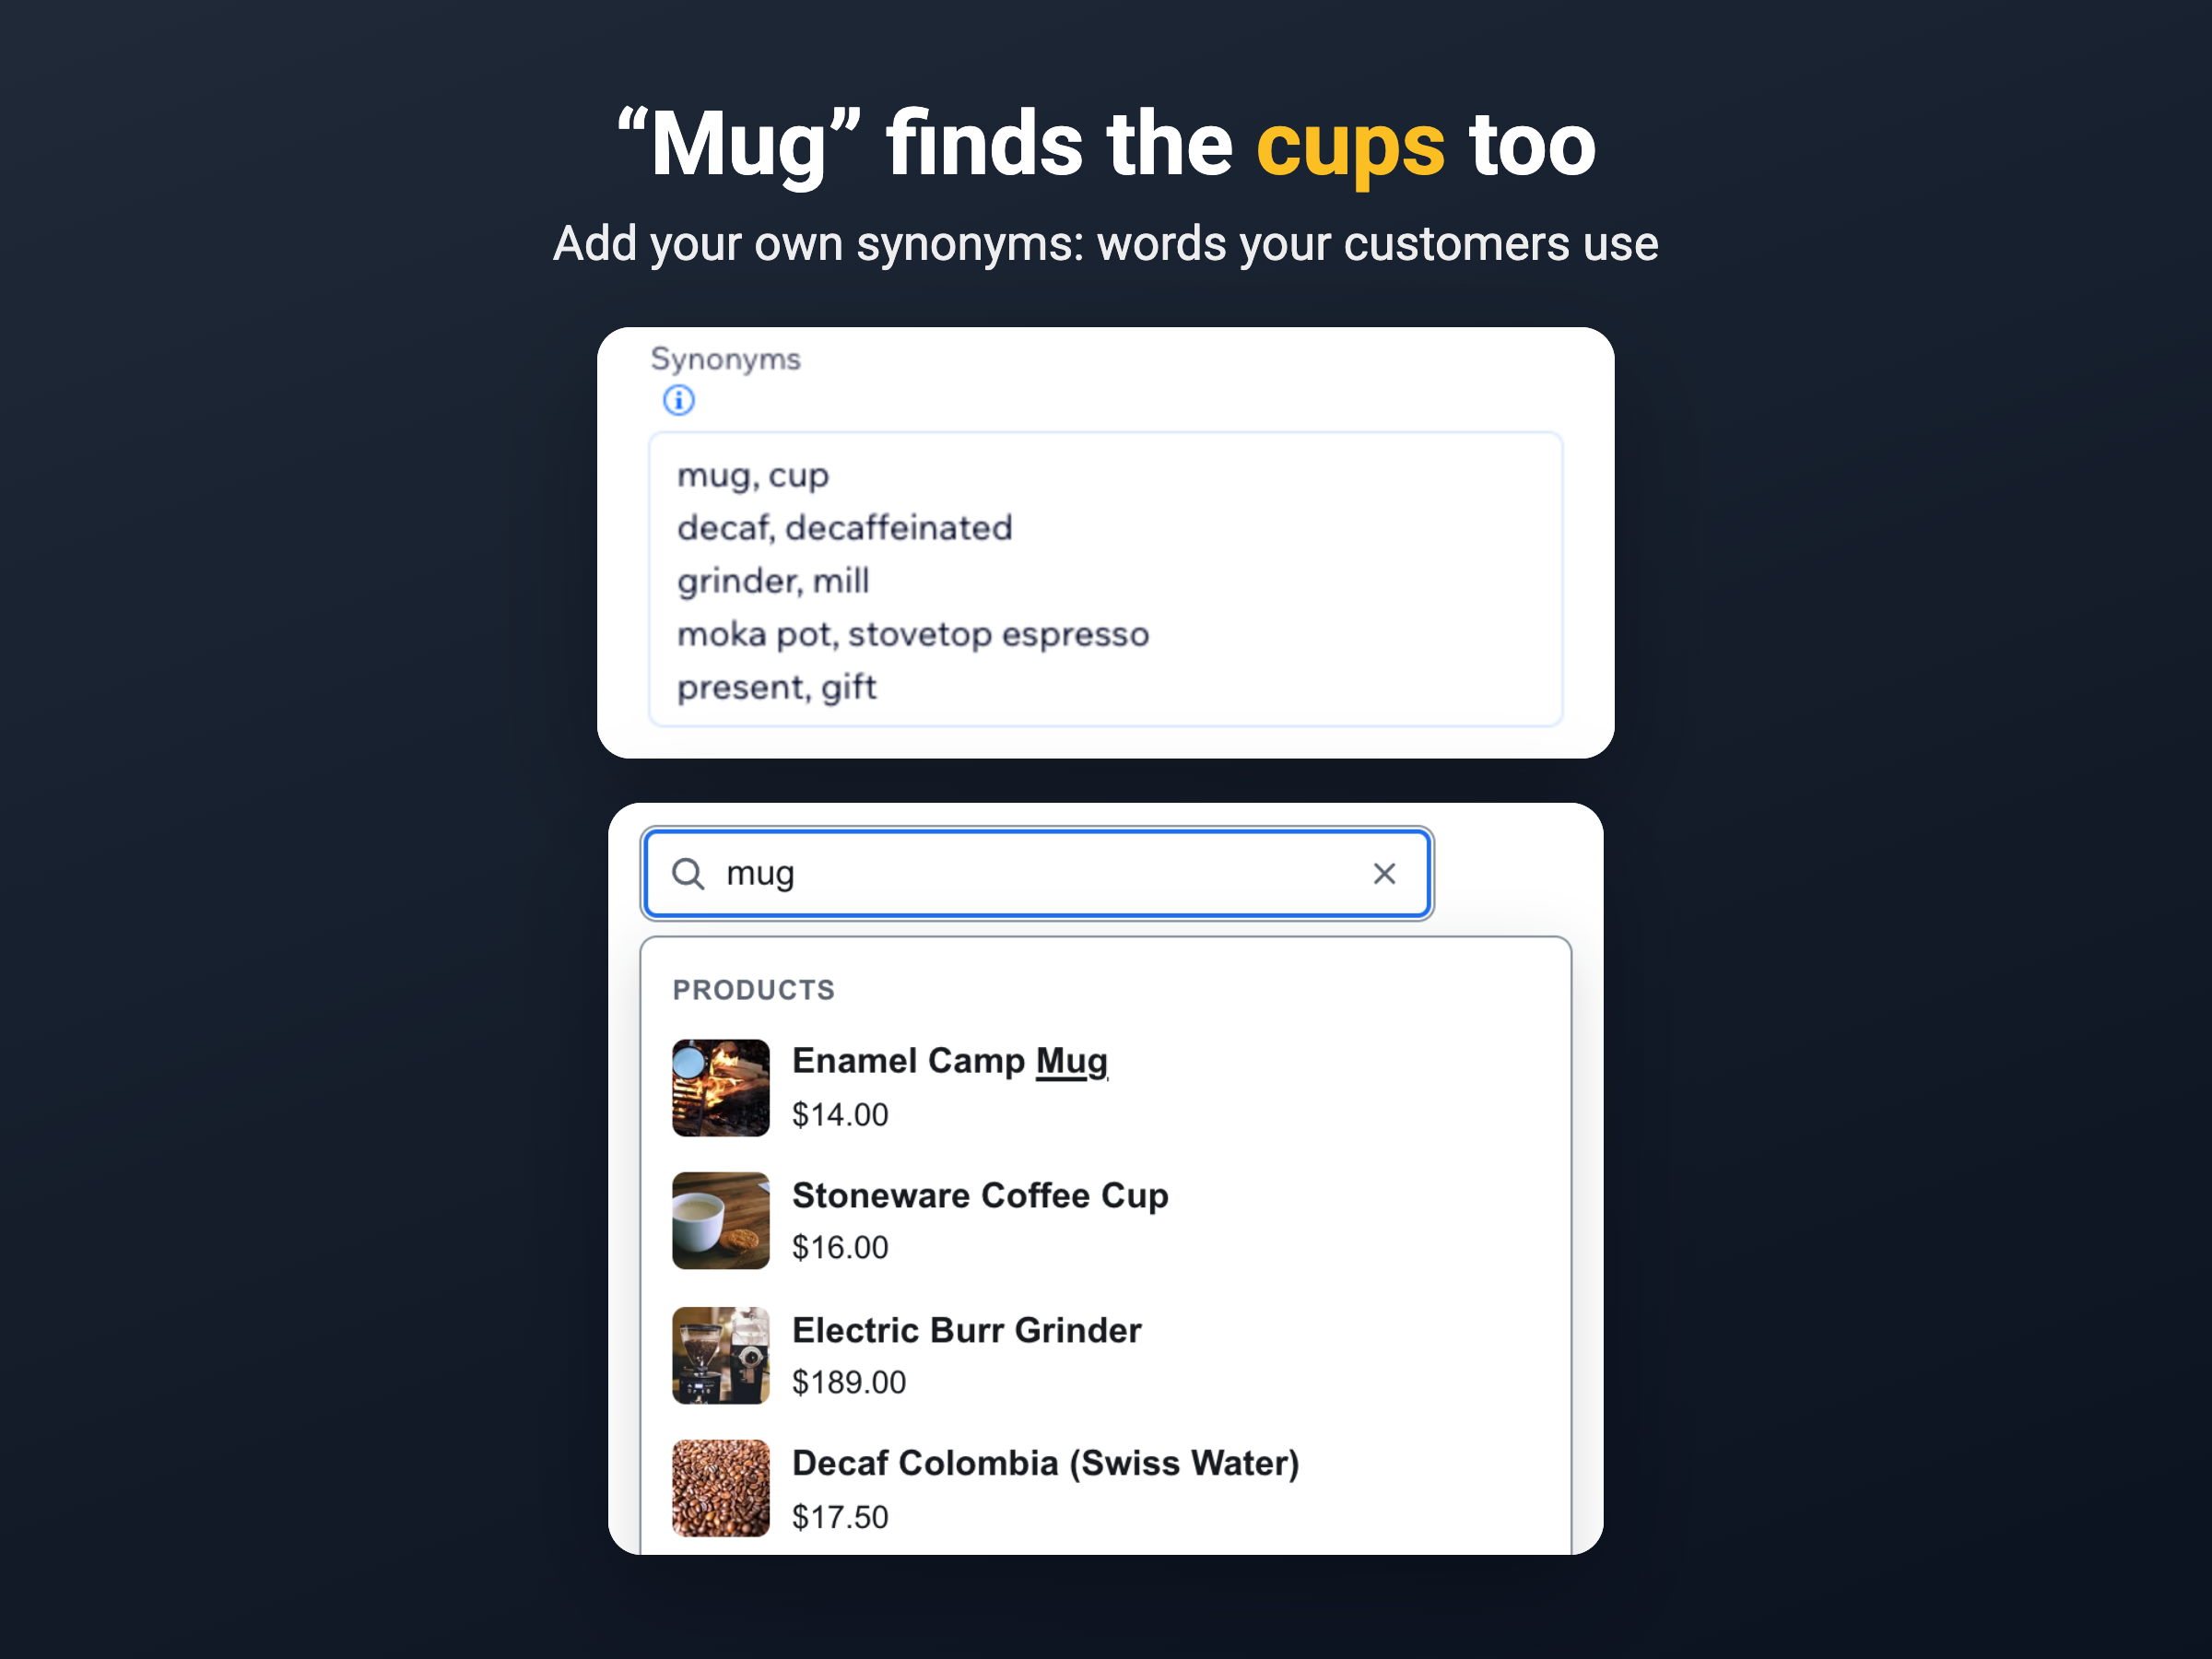 “Mug” finds the cups too
Add your own synonyms: words your customers use
Synonyms
mug, cup
decaf, decaffeinated
grinder, mill
moka pot, stovetop espresso
present, gift
mug
PRODUCTS
Enamel Camp Mug
$14.00
Stoneware Coffee Cup
$16.00
Electric Burr Grinder
$189.00
Decaf Colombia (Swiss Water)
$17.50